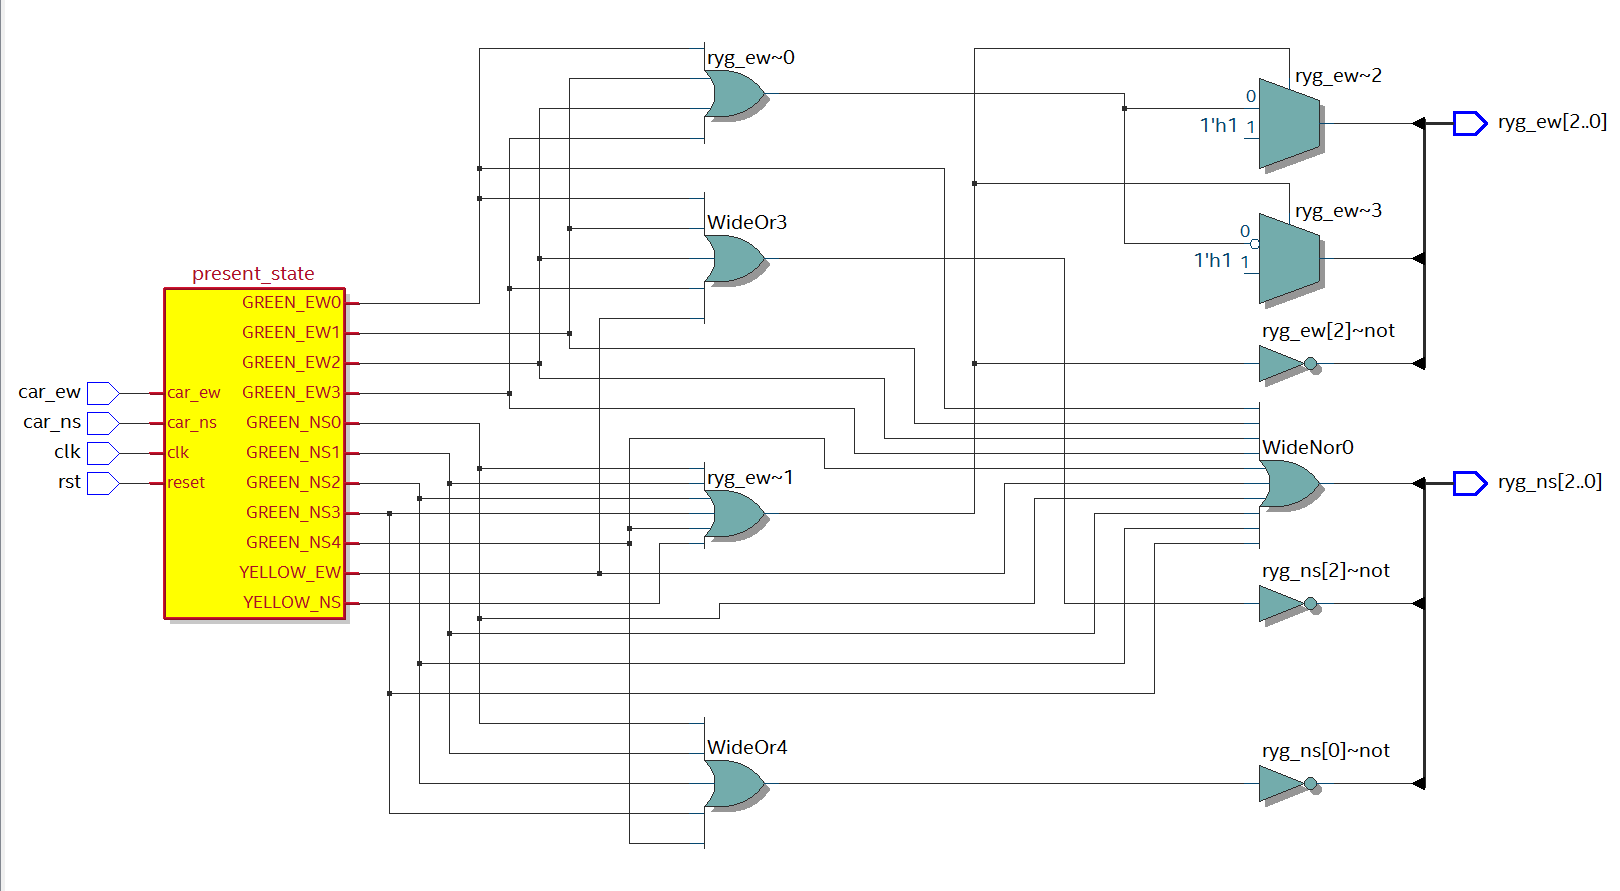 ryg_ew~0
ryg_ew~2
0
1'h1 1
ryg_ew[2..0]
WideOr3
ryg_ew~3
0
1'h1 1
present_state
GREEN_EW0
GREEN_EW1
GREEN_EW2
car_ew car_ew GREEN_EW3
car_ns car_ns GREEN_NS0
clk clk GREEN_NS1
rst reset GREEN_NS2
GREEN_NS3
GREEN_NS4
YELLOW_EW
YELLOW_NS
ryg_ew[2]~not
WideNor0
ryg_ew~1
ryg_ns[2..0]
ryg_ns[2]~not
WideOr4
ryg_ns[0]~not